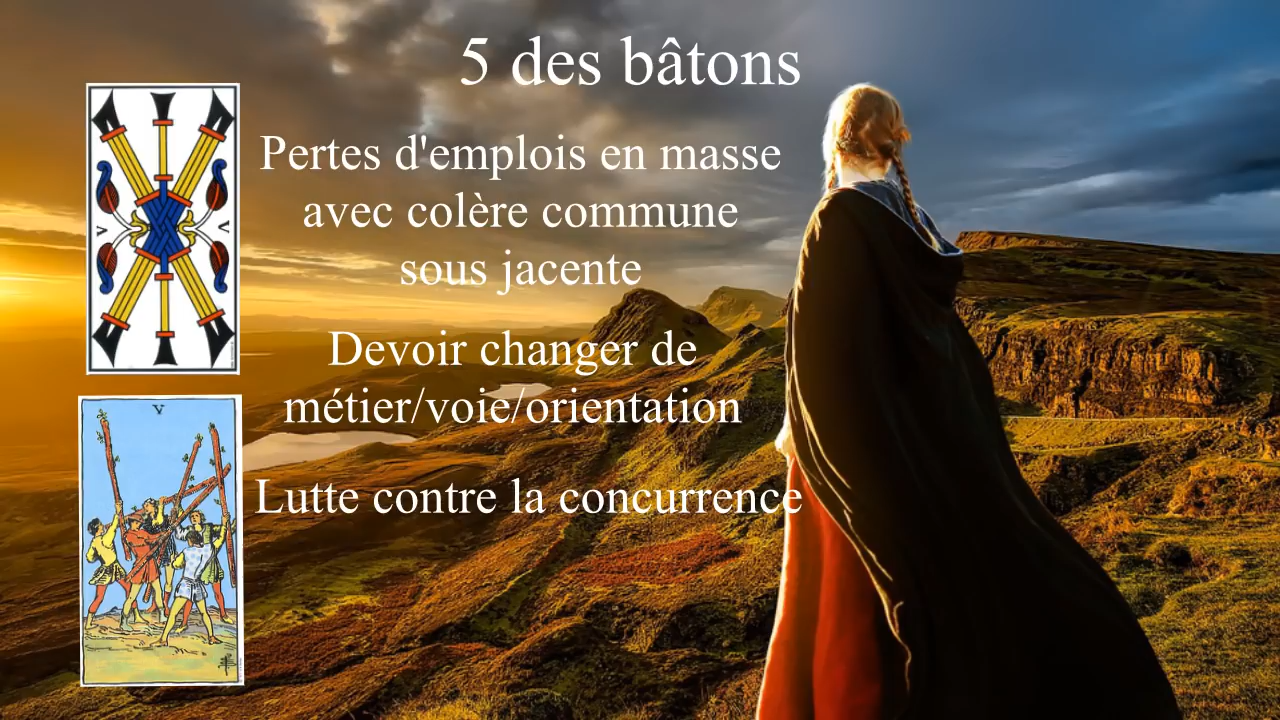 5 des bâtons
Pertes d'emplois en masse
avec colère commune
sous jacente
Devoir changer de
métier/voie/orientation
Lutte contre la concurrence
V V
V